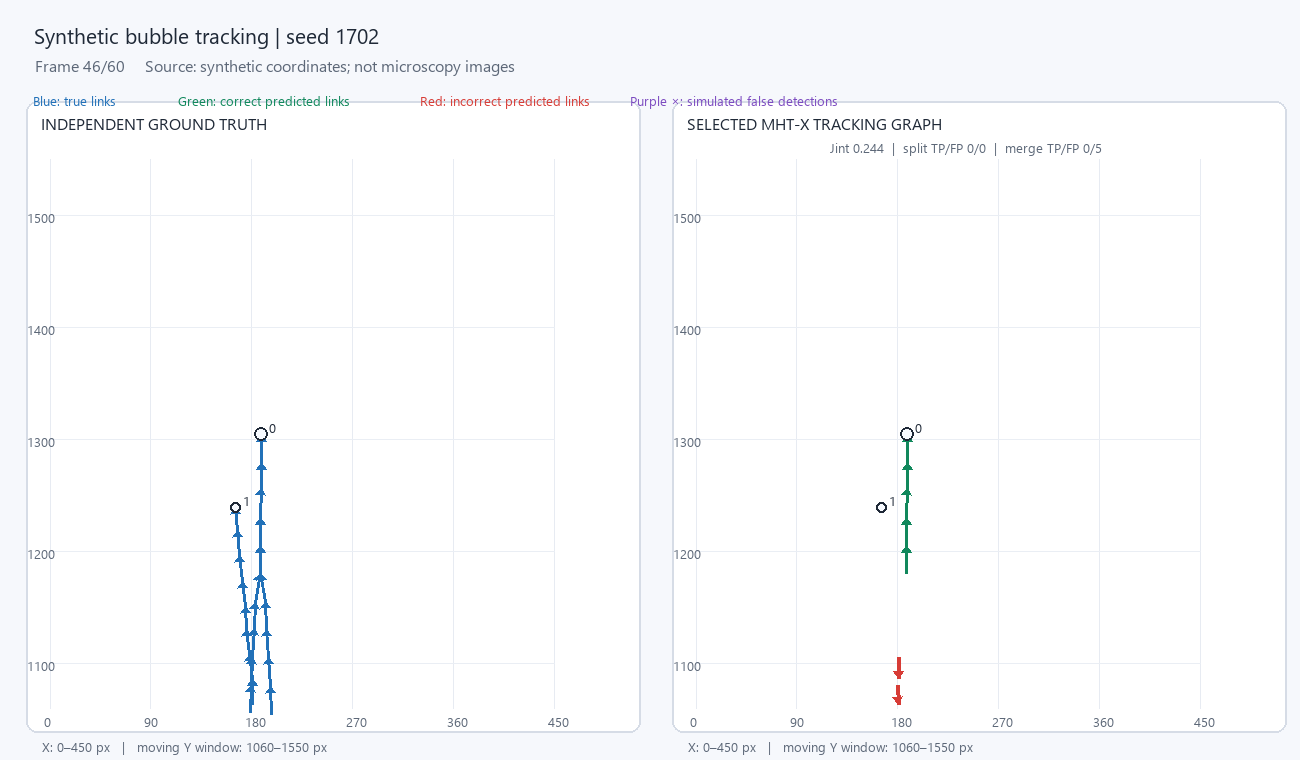 Synthetic bubble tracking | seed 1702
Frame 46/60 Source: synthetic coordinates; not microscopy images
Blue: true links Green: correct predicted links Red: incorrect predicted links Purple ×: simulated false detections
INDEPENDENT GROUND TRUTH
1500
1400
1300
1200
1100
0
1
0 90 180 270 360 450
X: 0–450 px | moving Y window: 1060–1550 px
SELECTED MHT-X TRACKING GRAPH
Jint 0.244 | split TP/FP 0/0 | merge TP/FP 0/5
1500
1400
1300
1200
1100
0
1
0 90 180 270 360 450
X: 0–450 px | moving Y window: 1060–1550 px